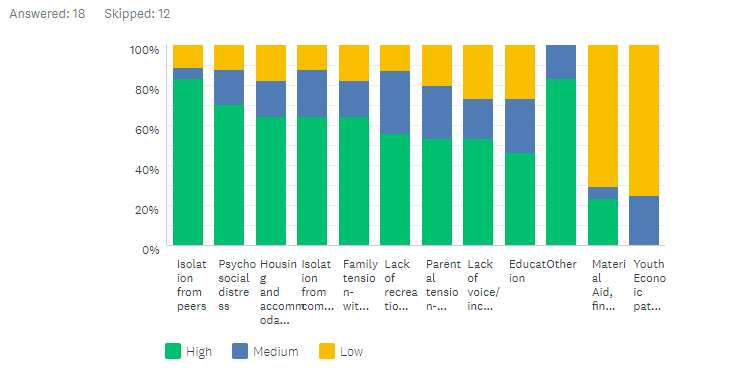 Answered: 18 Skipped: 12
100%
80%
60%
40%
20%
0%
Isolat
ion
from
peers
Psycho
social
distre
ss
Housin
g
and
accomm
oda...
Isolat
ion
from
com...
Family
tensio
n-
wit...
Lack
of
recrea
tio...
Parent
al
tensio
n-...
Lack
of
voice/
inc...
Educat
ion
Other
Materi
al
Aid,
fin...
Youth
Econo
ic
pat...
High Medium Low